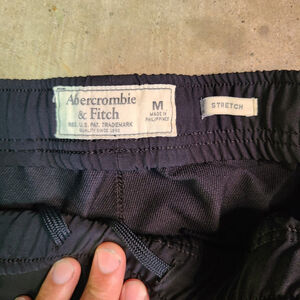 Abercrombie
& Fitch
REG. U.S. PAT. TRADEMARK
QUALITY SINCE 1892
M
MADE IN
PHILIPPINES
STRETCH